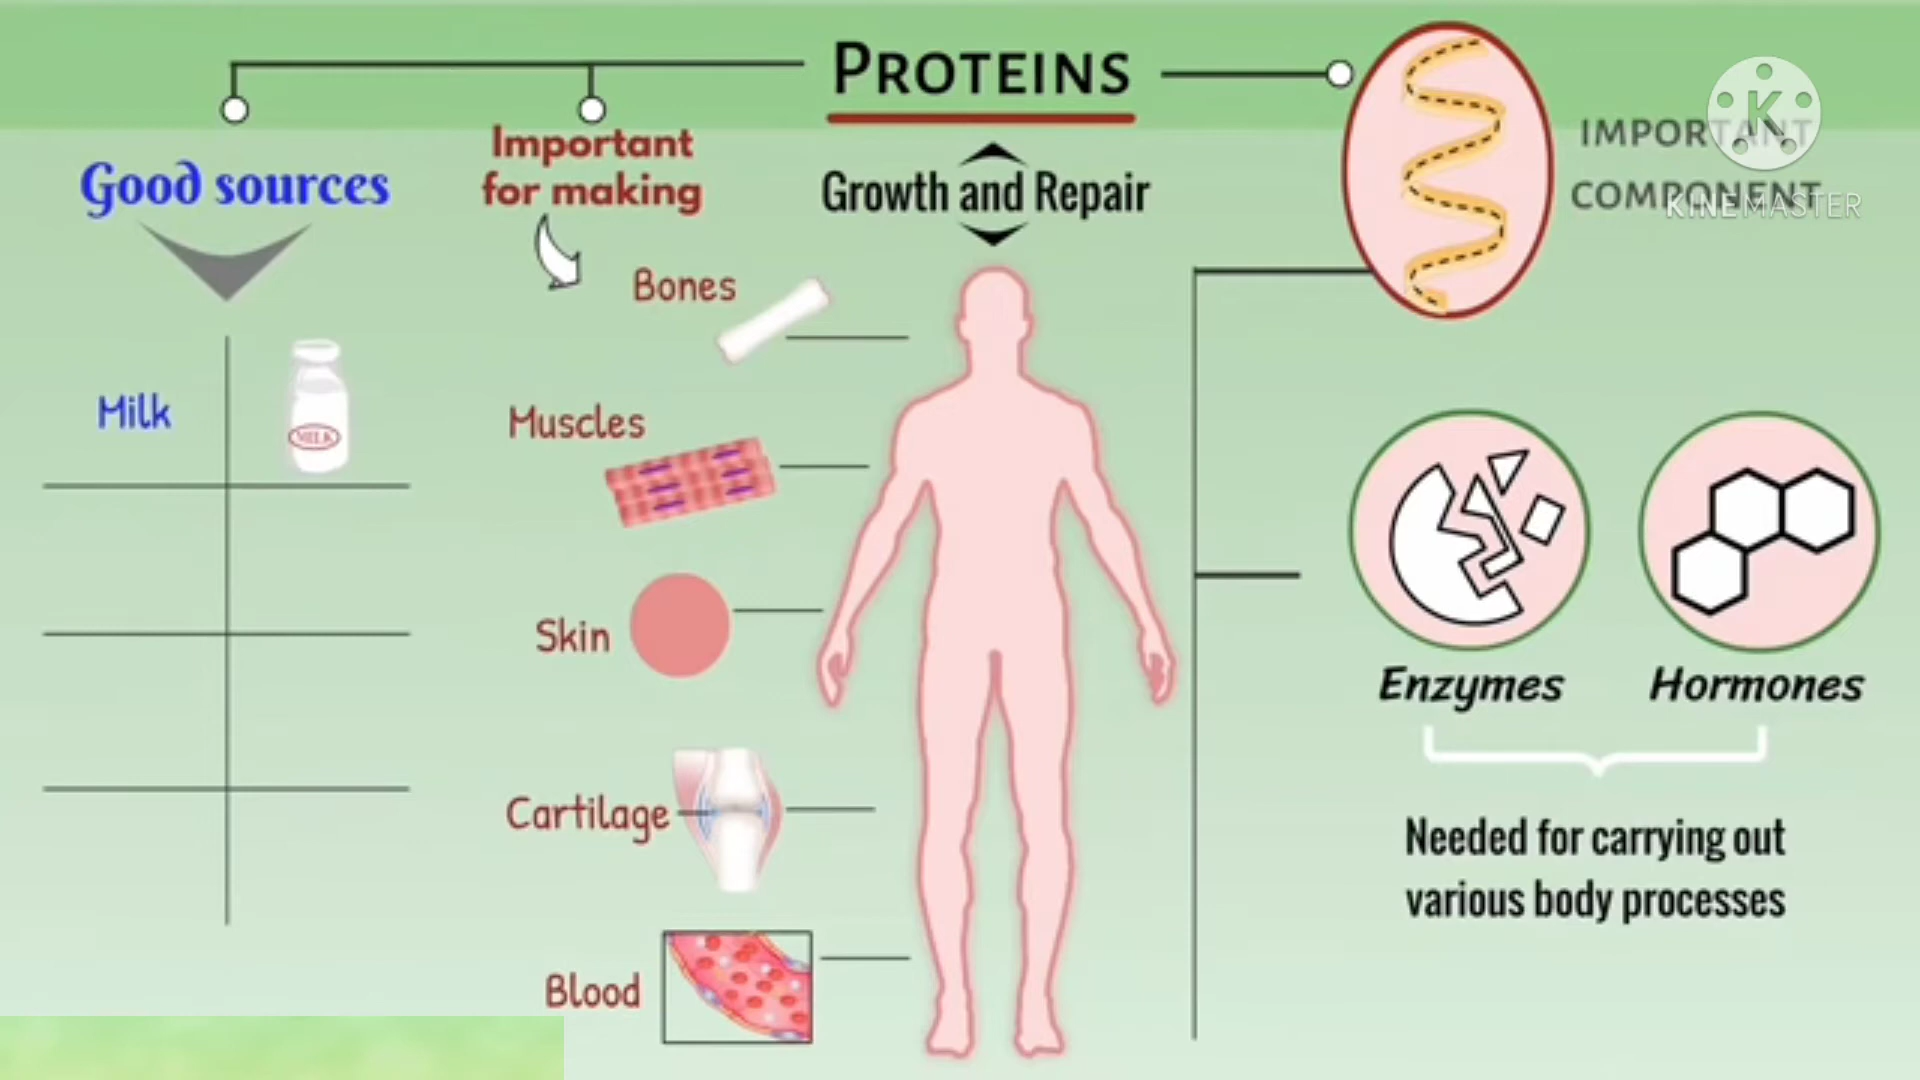 PROTEINS
Good sources
Important
for making
Growth and Repair
IMPORTANT
COMPONENT
K
KINEMASTER
Bones
Milk
MILK
Muscles
Skin
Enzymes
Hormones
Cartilage
Needed for carrying out
various body processes
Blood